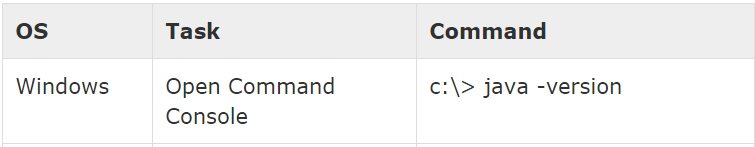 OS Task Command
Windows Open Command c:\> java -version
Console